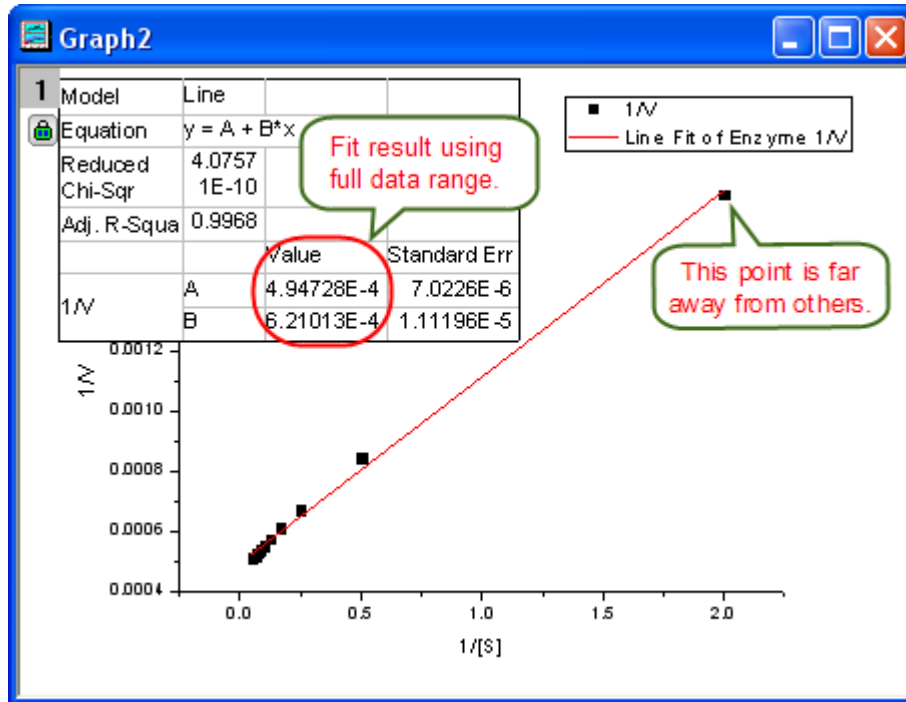 Graph2
1
Model Line
Equation y = A + B*x
Reduced Chi-Sqr 4.0757 1E-10
Adj. R-Squa 0.9968
Value Standard Err
1/V A 4.94728E-4 7.0226E-6
B 6.21013E-4 1.11196E-5
Fit result using
full data range.
1/V
Line Fit of Enzyme 1/V
This point is far
away from others.
0.0012
0.0010
0.0008
0.0006
0.0004
1/V
0.0 0.5 1.0 1.5 2.0
1/[S]